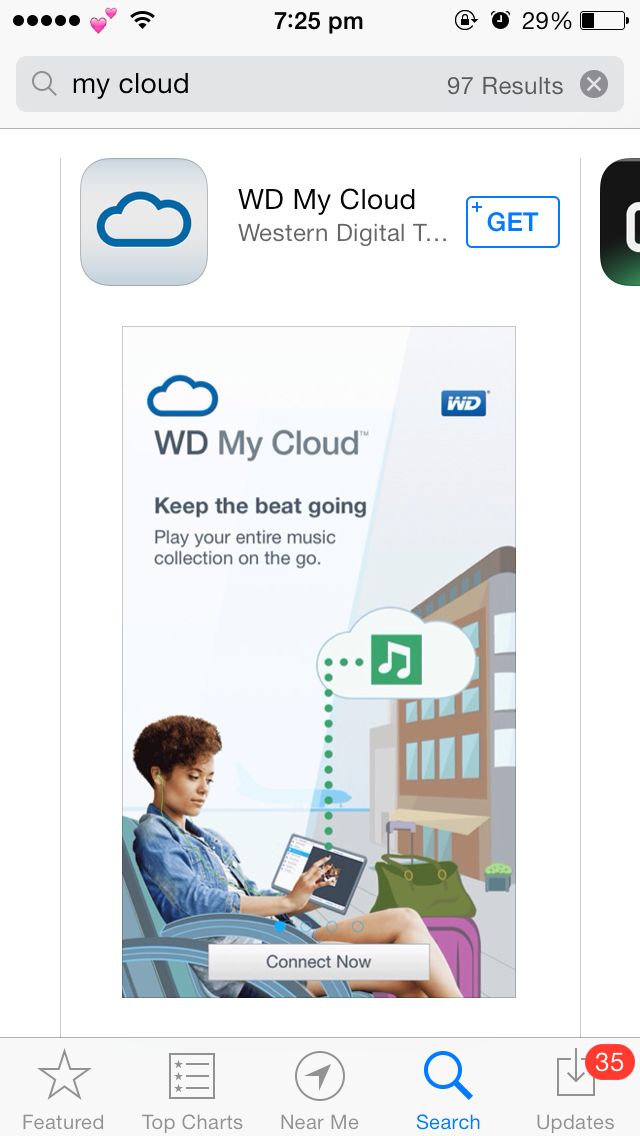 7:25 pm
29%
my cloud
97 Results
WD My Cloud
Western Digital T...
GET
WD
WD My Cloud™
Keep the beat going
Play your entire music
collection on the go.
Connect Now
35
Featured
Top Charts
Near Me
Search
Updates